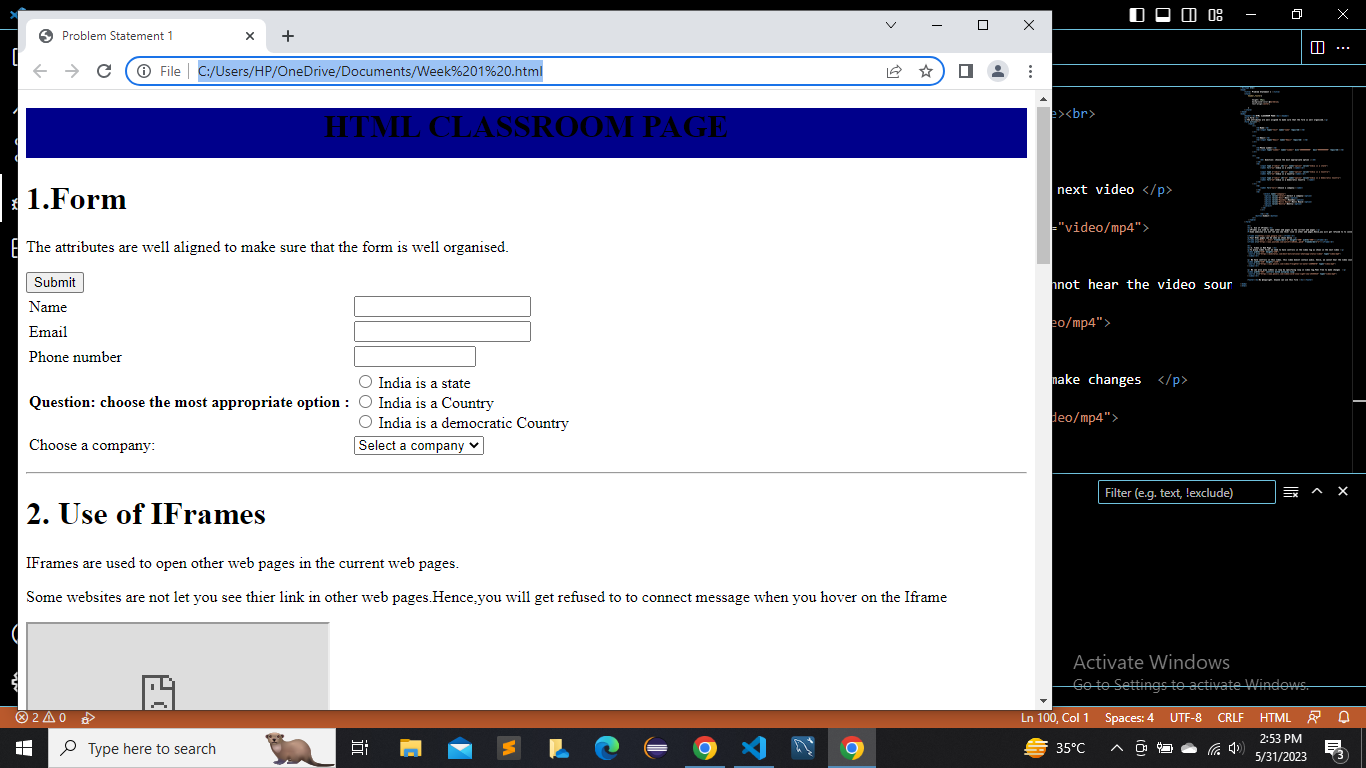 Problem Statement 1
File
C:/Users/HP/OneDrive/Documents/Week%201%20.html
HTML CLASSROOM PAGE
1.Form
The attributes are well aligned to make sure that the form is well organised.
Submit
Name
Email
Phone number
Question: choose the most appropriate option :
India is a state
India is a Country
India is a democratic Country
Choose a company:
Select a company
2. Use of IFrames
IFrames are used to open other web pages in the current web pages.
Some websites are not let you see thier link in other web pages.Hence,you will get refused to to connect message when you hover on the Iframe
><br>
next video </p>
="video/mp4">
nnot hear the video soun
eo/mp4">
make changes  </p>
deo/mp4">
Filter (e.g. text, !exclude)
Activate Windows
Go to Settings to activate Windows.
2 0
Ln 100, Col 1
Spaces: 4
UTF-8
CRLF
HTML
Type here to search
35°C
2:53 PM
5/31/2023
3